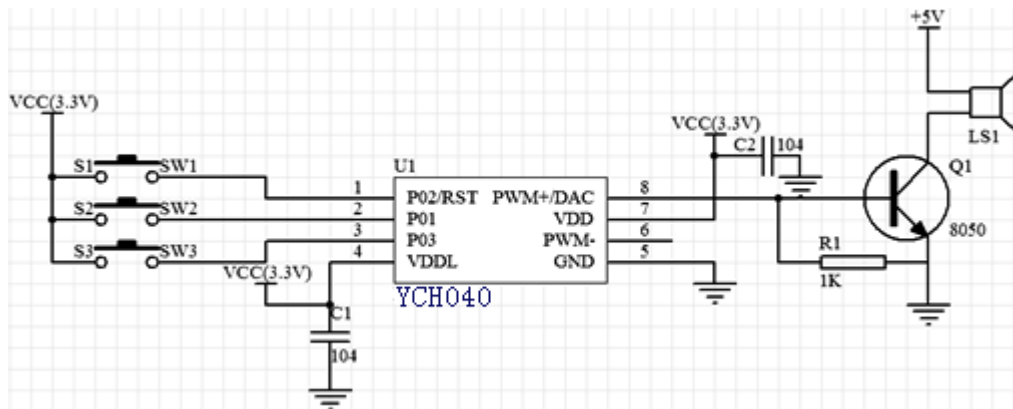 +5V
VCC(3.3V)
LS1
VCC(3.3V)
C2 104
S1 SW1
U1
Q1
1 P02/RST PWM+/DAC 8
S2 SW2
2 P01 VDD 7
8050
3 P03 PWM- 6
S3 SW3
4 VDDL GND 5
R1
VCC(3.3V)
1K
YCH040
C1
104